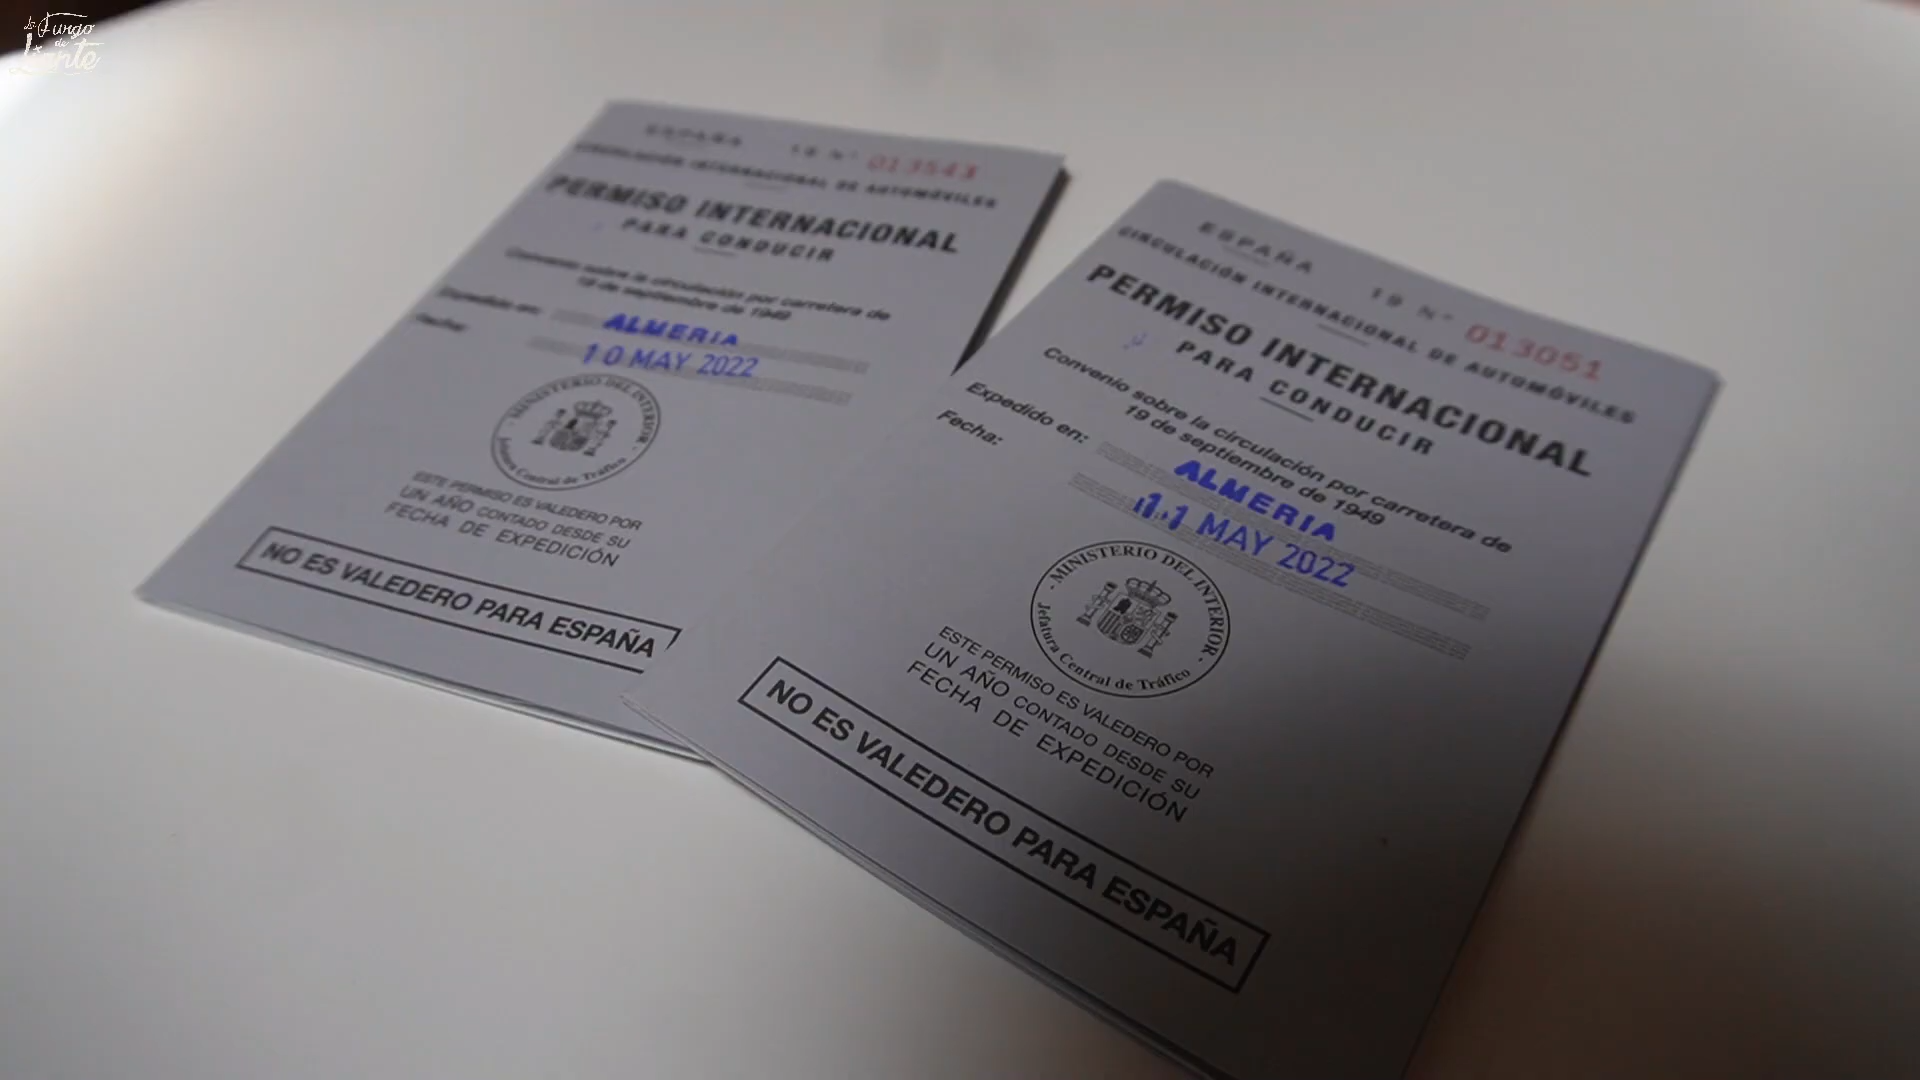 La Furgo
de
Dante
ESPAÑA 19 Nº 013543
CIRCULACIÓN INTERNACIONAL DE AUTOMÓVILES
PERMISO INTERNACIONAL
PARA CONDUCIR
Convenio sobre la circulación por carretera de
19 de septiembre de 1949
Expedido en: ALMERIA
Fecha: 10 MAY 2022
MINISTERIO DEL INTERIOR
Jefatura Central de Tráfico
ESTE PERMISO ES VALEDERO POR
UN AÑO CONTADO DESDE SU
FECHA DE EXPEDICIÓN
NO ES VALEDERO PARA ESPAÑA
ESPAÑA 19 Nº 013051
CIRCULACIÓN INTERNACIONAL DE AUTOMÓVILES
PERMISO INTERNACIONAL
PARA CONDUCIR
Convenio sobre la circulación por carretera de
19 de septiembre de 1949
Expedido en: ALMERIA
Fecha: 11 MAY 2022
MINISTERIO DEL INTERIOR
Jefatura Central de Tráfico
ESTE PERMISO ES VALEDERO POR
UN AÑO CONTADO DESDE SU
FECHA DE EXPEDICIÓN
NO ES VALEDERO PARA ESPAÑA